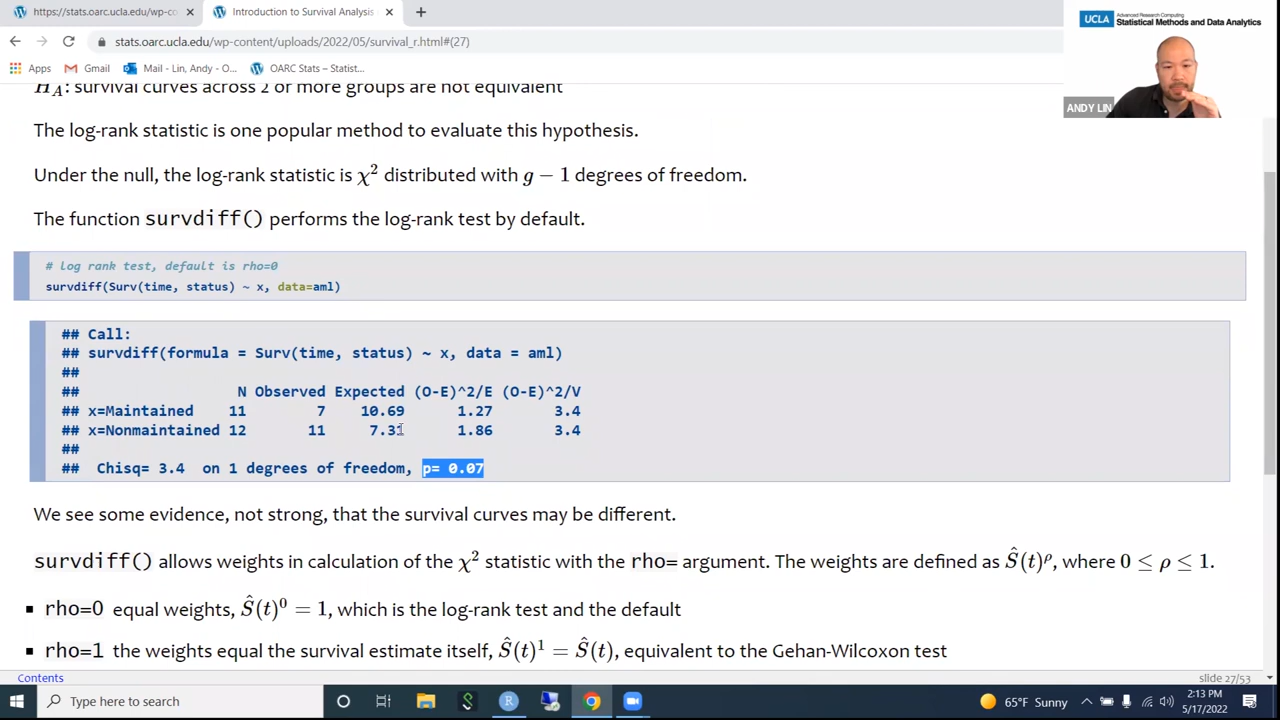 https://stats.oarc.ucla.edu/wp-co
Introduction to Survival Analysis
stats.oarc.ucla.edu/wp-content/uploads/2022/05/survival_r.html#(27)
Apps
Gmail
Mail - Lin, Andy - O...
OARC Stats – Statist...
UCLA
Advanced Research Computing
Statistical Methods and Data Analytics
ANDY LIN
H_A: survival curves across 2 or more groups are not equivalent
The log-rank statistic is one popular method to evaluate this hypothesis.
Under the null, the log-rank statistic is χ² distributed with g − 1 degrees of freedom.
The function survdiff() performs the log-rank test by default.
# log rank test, default is rho=0
survdiff(Surv(time, status) ~ x, data=aml)
## Call:
## survdiff(formula = Surv(time, status) ~ x, data = aml)
##
## N Observed Expected (O-E)^2/E (O-E)^2/V
## x=Maintained 11 7 10.69 1.27 3.4
## x=Nonmaintained 12 11 7.31 1.86 3.4
##
## Chisq= 3.4 on 1 degrees of freedom, p= 0.07
We see some evidence, not strong, that the survival curves may be different.
survdiff() allows weights in calculation of the χ² statistic with the rho= argument. The weights are defined as Ŝ(t)^ρ, where 0 ≤ ρ ≤ 1.
▪ rho=0 equal weights, Ŝ(t)⁰ = 1, which is the log-rank test and the default
▪ rho=1 the weights equal the survival estimate itself, Ŝ(t)¹ = Ŝ(t), equivalent to the Gehan-Wilcoxon test
Contents
slide 27/53
Type here to search
65°F Sunny
2:13 PM
5/17/2022